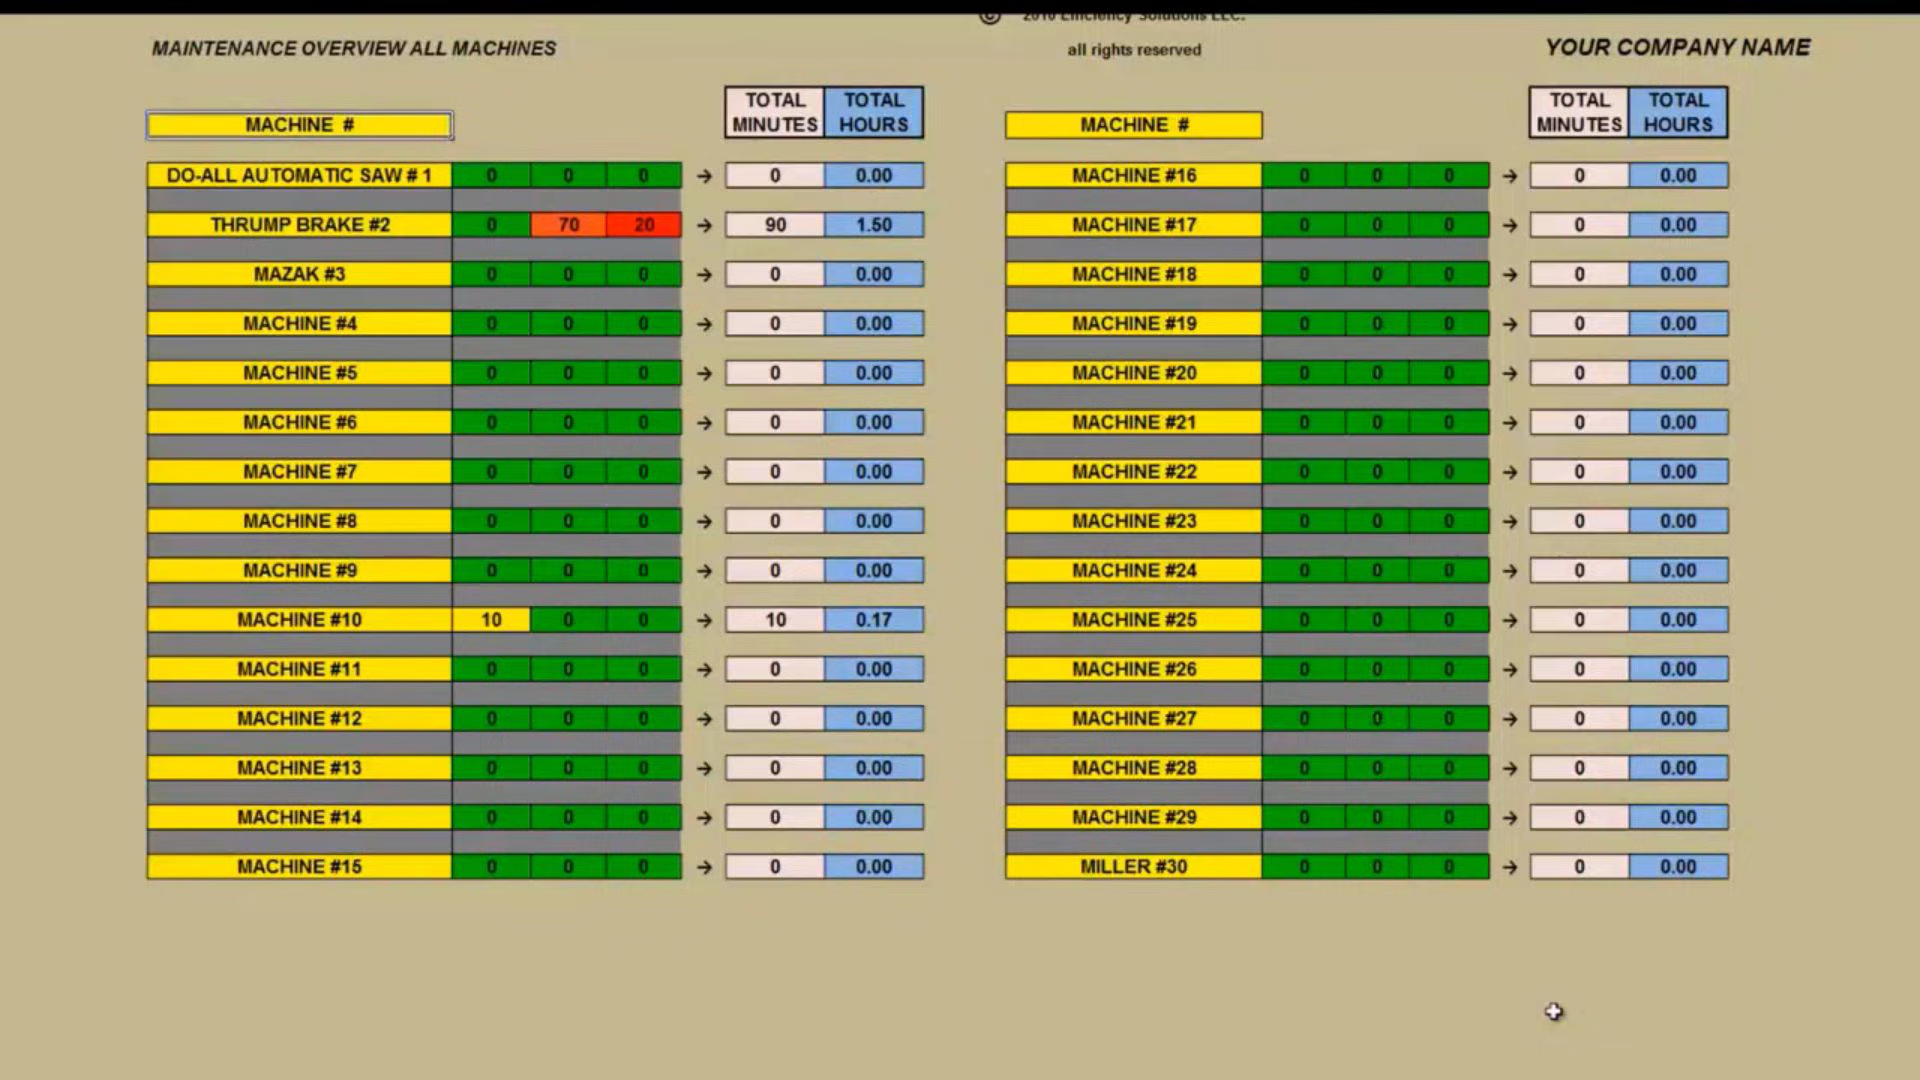 © 2010 Efficiency Solutions LLC.
MAINTENANCE OVERVIEW ALL MACHINES
all rights reserved
YOUR COMPANY NAME
MACHINE #
TOTAL MINUTES
TOTAL HOURS
DO-ALL AUTOMATIC SAW # 1 0 0 0 → 0 0.00
THRUMP BRAKE #2 0 70 20 → 90 1.50
MAZAK #3 0 0 0 → 0 0.00
MACHINE #4 0 0 0 → 0 0.00
MACHINE #5 0 0 0 → 0 0.00
MACHINE #6 0 0 0 → 0 0.00
MACHINE #7 0 0 0 → 0 0.00
MACHINE #8 0 0 0 → 0 0.00
MACHINE #9 0 0 0 → 0 0.00
MACHINE #10 10 0 0 → 10 0.17
MACHINE #11 0 0 0 → 0 0.00
MACHINE #12 0 0 0 → 0 0.00
MACHINE #13 0 0 0 → 0 0.00
MACHINE #14 0 0 0 → 0 0.00
MACHINE #15 0 0 0 → 0 0.00
MACHINE #
TOTAL MINUTES
TOTAL HOURS
MACHINE #16 0 0 0 → 0 0.00
MACHINE #17 0 0 0 → 0 0.00
MACHINE #18 0 0 0 → 0 0.00
MACHINE #19 0 0 0 → 0 0.00
MACHINE #20 0 0 0 → 0 0.00
MACHINE #21 0 0 0 → 0 0.00
MACHINE #22 0 0 0 → 0 0.00
MACHINE #23 0 0 0 → 0 0.00
MACHINE #24 0 0 0 → 0 0.00
MACHINE #25 0 0 0 → 0 0.00
MACHINE #26 0 0 0 → 0 0.00
MACHINE #27 0 0 0 → 0 0.00
MACHINE #28 0 0 0 → 0 0.00
MACHINE #29 0 0 0 → 0 0.00
MILLER #30 0 0 0 → 0 0.00